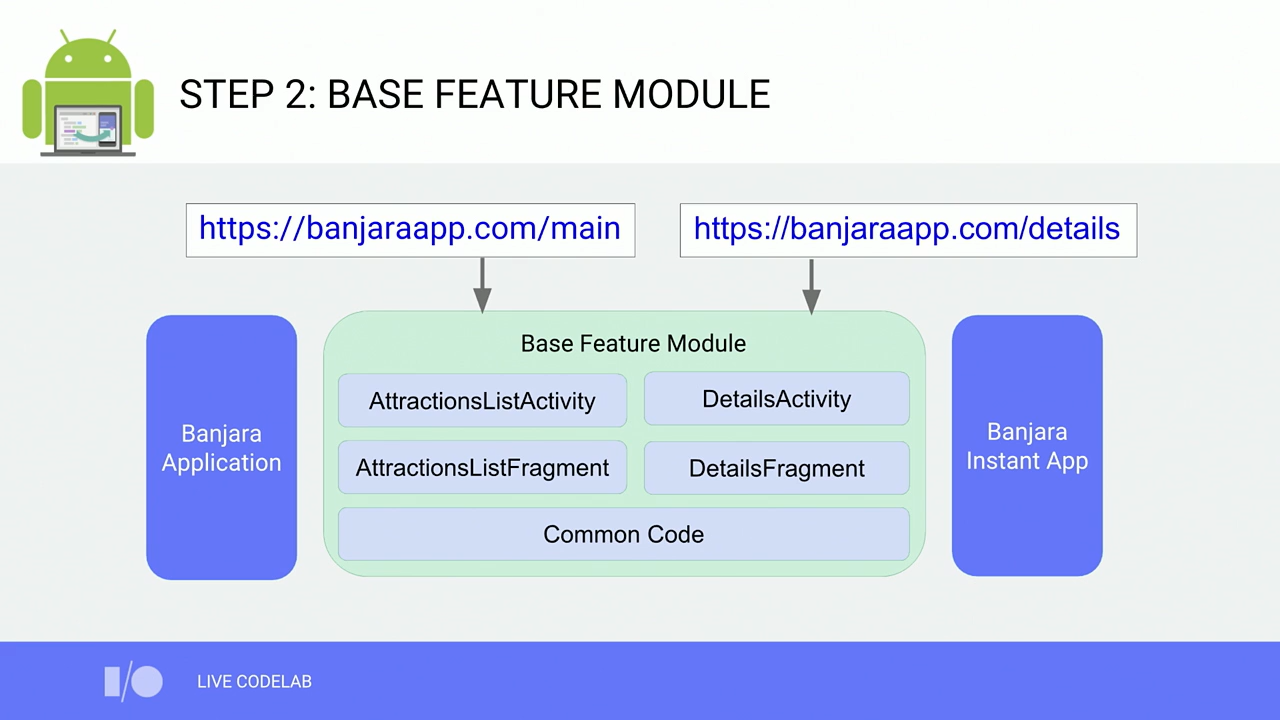 STEP 2: BASE FEATURE MODULE
https://banjaraapp.com/main
https://banjaraapp.com/details
Base Feature Module
AttractionsListActivity
DetailsActivity
Banjara
Application
AttractionsListFragment
DetailsFragment
Banjara
Instant App
Common Code
I/O
LIVE CODELAB